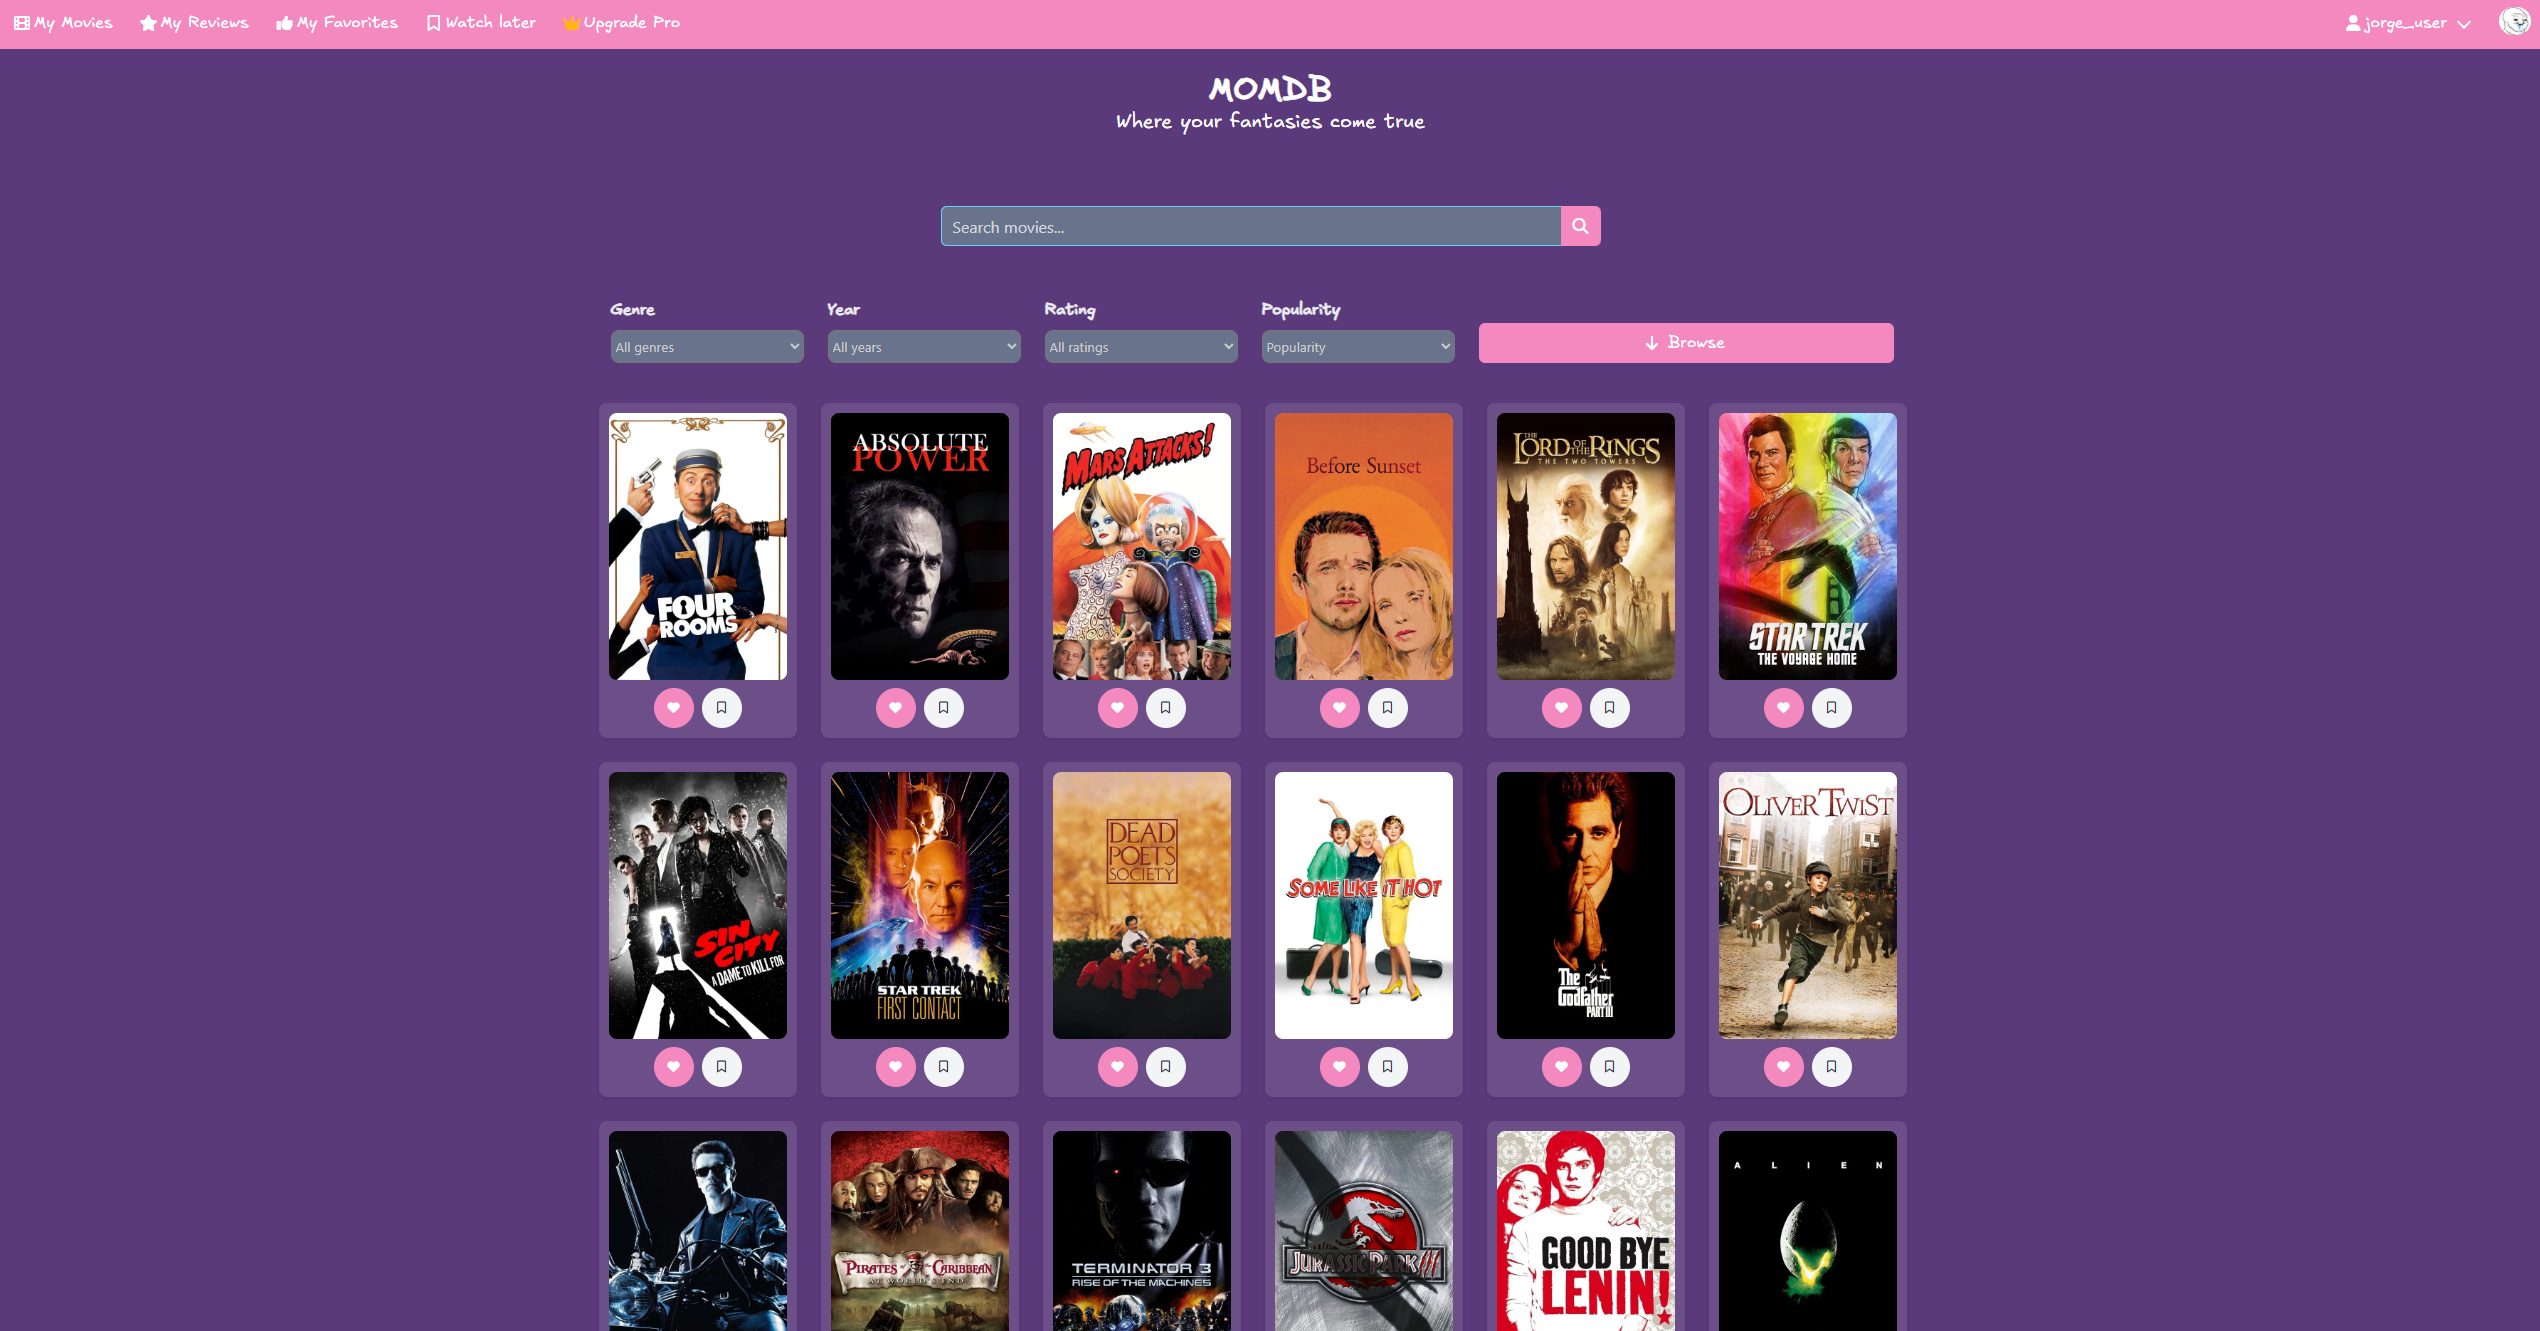 My Movies My Reviews My Favorites Watch later Upgrade Pro jorge_user
MOMDB
Where your fantasies come true
Search movies...
Genre Year Rating Popularity
All genres All years All ratings Popularity Browse
FOUR
ROOMS
ABSOLUTE
POWER
MARS ATTACKS!
Before Sunset
THE
LORD OF THE RINGS
THE TWO TOWERS
STAR TREK
THE VOYAGE HOME
SIN
CITY
A DAME TO KILL FOR
STAR TREK
FIRST CONTACT
DEAD
POETS
SOCIETY
SOME LIKE IT HOT
The
Godfather
PART III
OLIVER TWIST
PIRATES of the CARIBBEAN
AT WORLD'S END
TERMINATOR 3
RISE OF THE MACHINES
JURASSIC PARK III
GOOD BYE
LENIN!
ALIEN